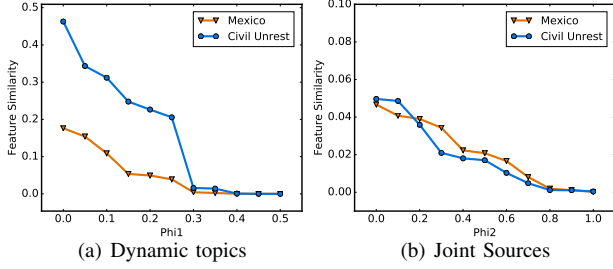 0.5
0.4
0.3
0.2
0.1
0.0
Feature Similarity
Mexico
Civil Unrest
0.0 0.1 0.2 0.3 0.4 0.5
Phi1
(a) Dynamic topics
0.10
0.08
0.06
0.04
0.02
0.00
Feature Similarity
Mexico
Civil Unrest
0.0 0.2 0.4 0.6 0.8 1.0
Phi2
(b) Joint Sources